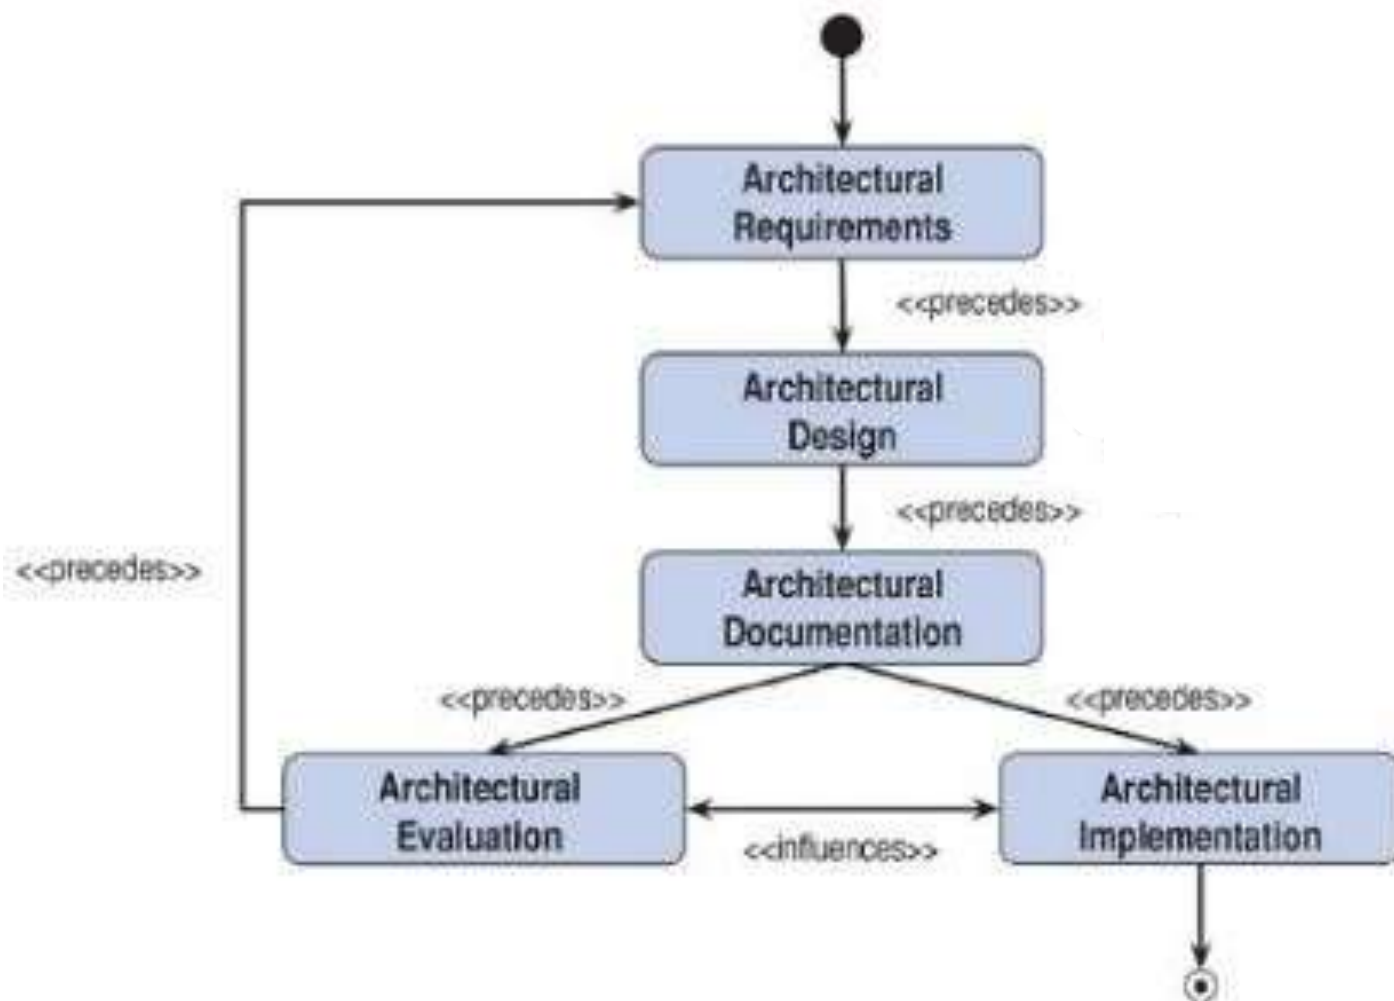 Architectural
Requirements
<<precedes>>
Architectural
Design
<<precedes>>
<<precedes>>
Architectural
Documentation
<<precedes>>
<<precedes>>
Architectural
Evaluation
<<influences>>
Architectural
Implementation